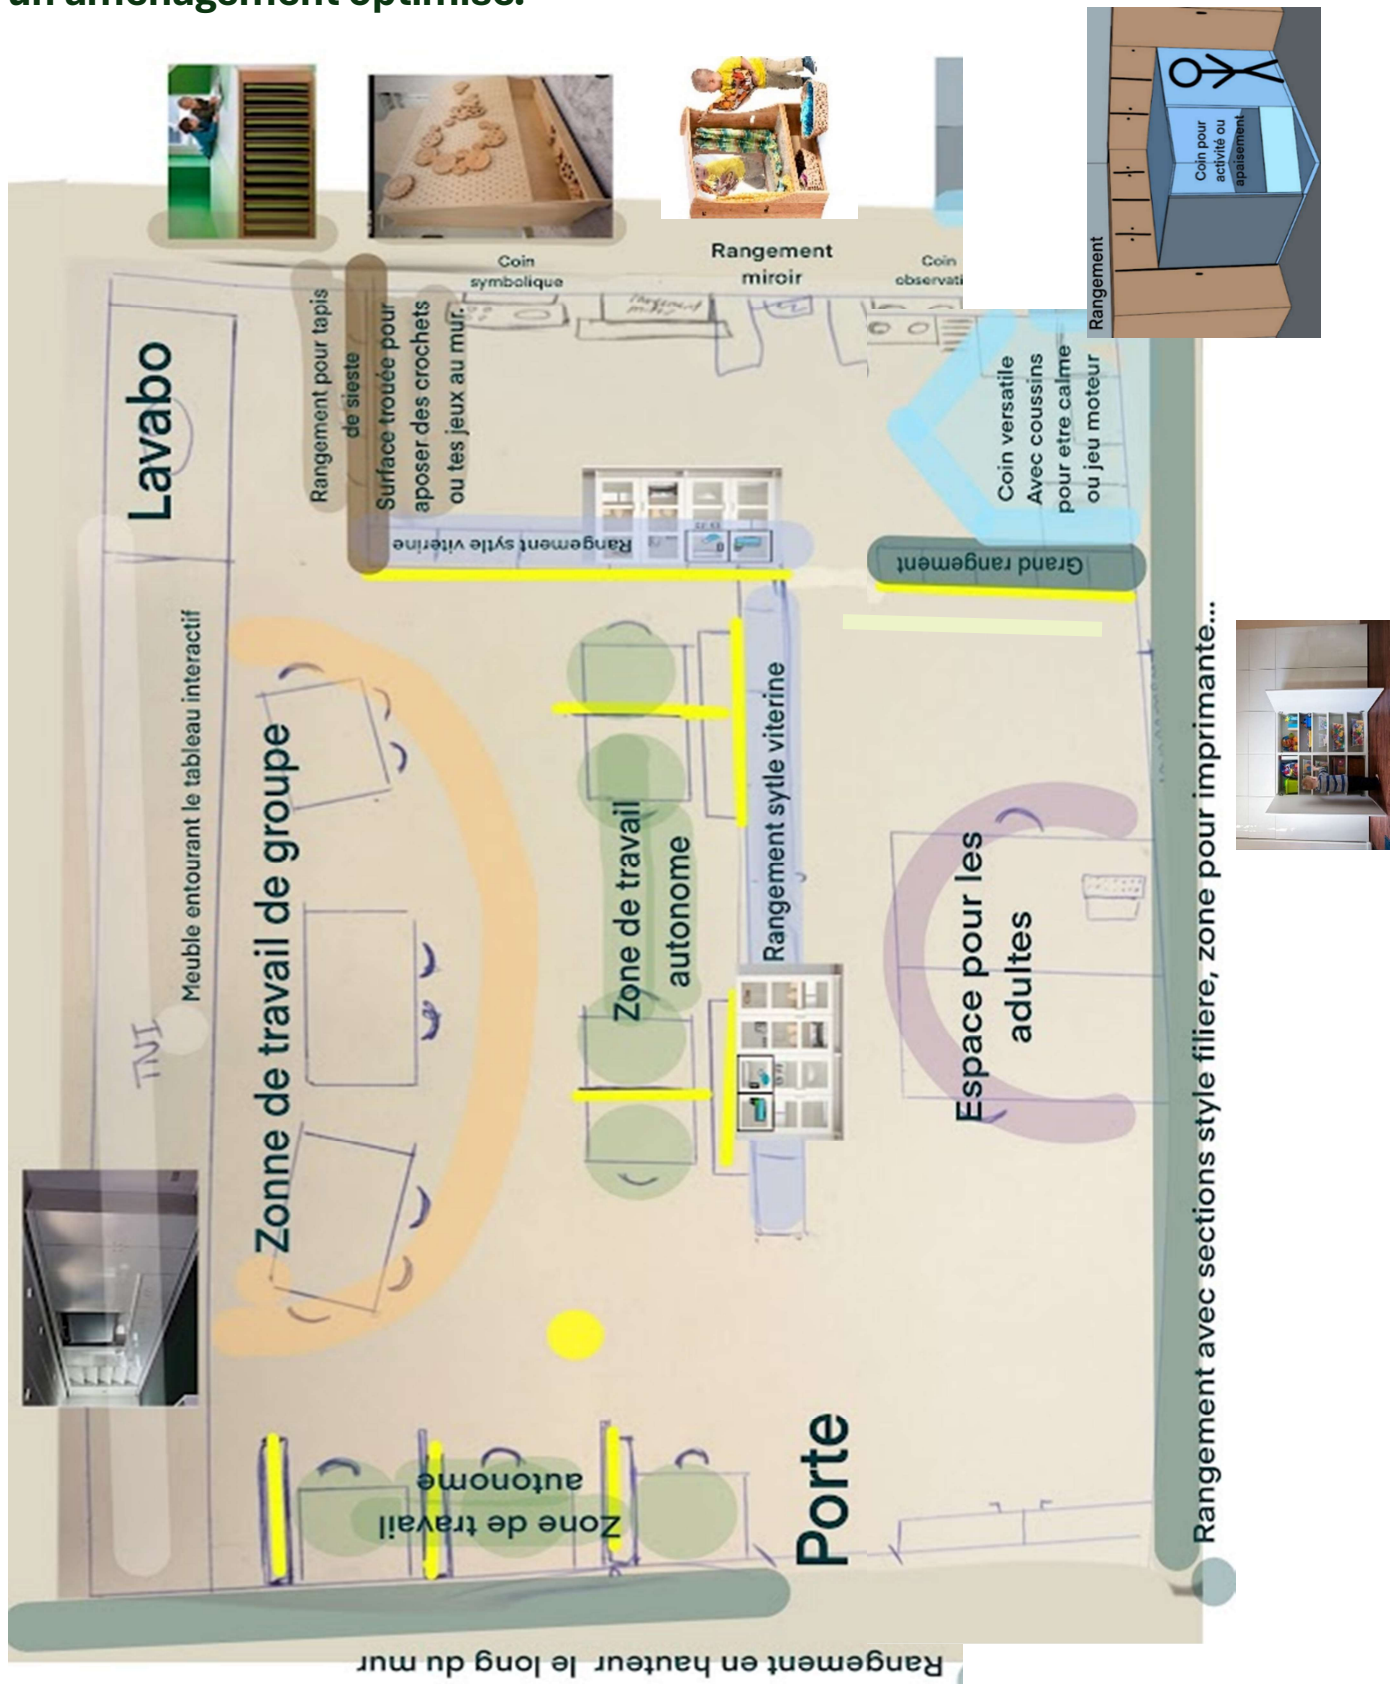 un aménagement optimisé.
Rangement
Coin pour
activité ou
apaisement
Coin
symbolique
Rangement
miroir
Coin
observati
Lavabo
Rangement pour tapis
de sieste
Surface trouée pour
aposer des crochets
ou tes jeux au mur.
Rangement sytle viterine
Coin versatile
Avec coussins
pour etre calme
ou jeu moteur
Grand rangement
Meuble entourant le tableau interactif
TNI
Zonne de travail de groupe
Zone de travail
autonome
Rangement sytle viterine
Espace pour les
adultes
Rangement avec sections style filiere, zone pour imprimante...
Zone de travail
autonome
Porte
Rangement en hauteur le long du mur